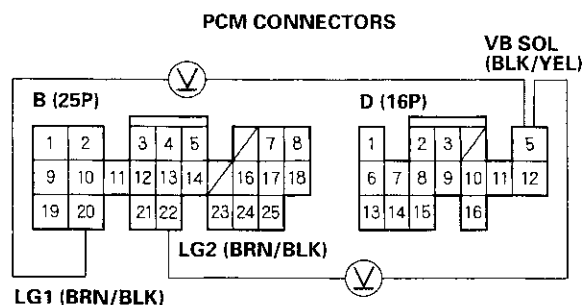 PCM CONNECTORS
VB SOL
(BLK/YEL)
V
B (25P)
D (16P)
1 2 3 4 5 7 8
1 2 3 5
9 10 11 12 13 14 16 17 18
6 7 8 9 10 11 12
19 20 21 22 23 24 25
13 14 15 16
LG2 (BRN/BLK)
V
LG1 (BRN/BLK)